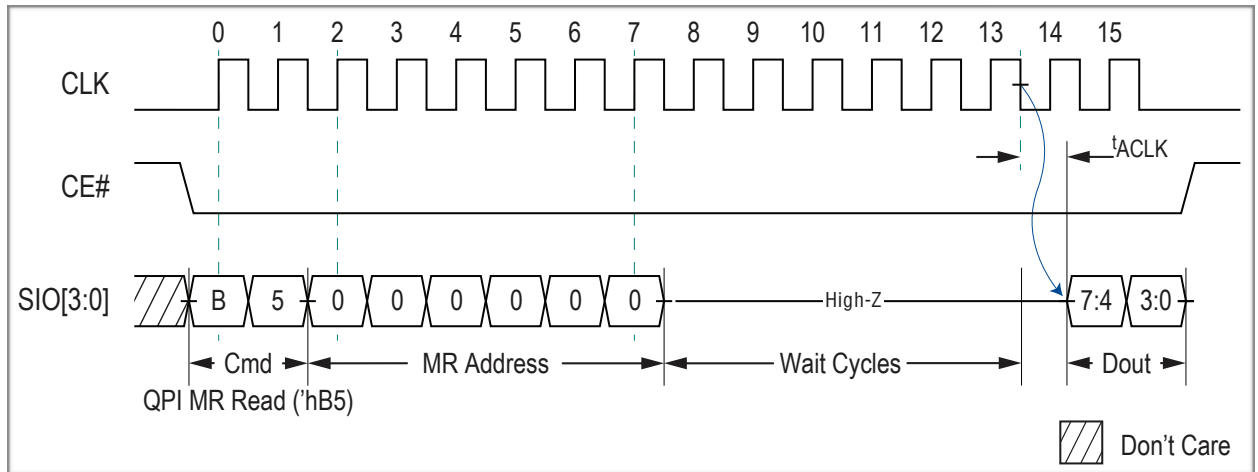 0 1 2 3 4 5 6 7 8 9 10 11 12 13 14 15
CLK
tACLK
CE#
SIO[3:0] B 5 0 0 0 0 0 0 High-Z 7:4 3:0
Cmd MR Address Wait Cycles Dout
QPI MR Read ('hB5)
Don't Care